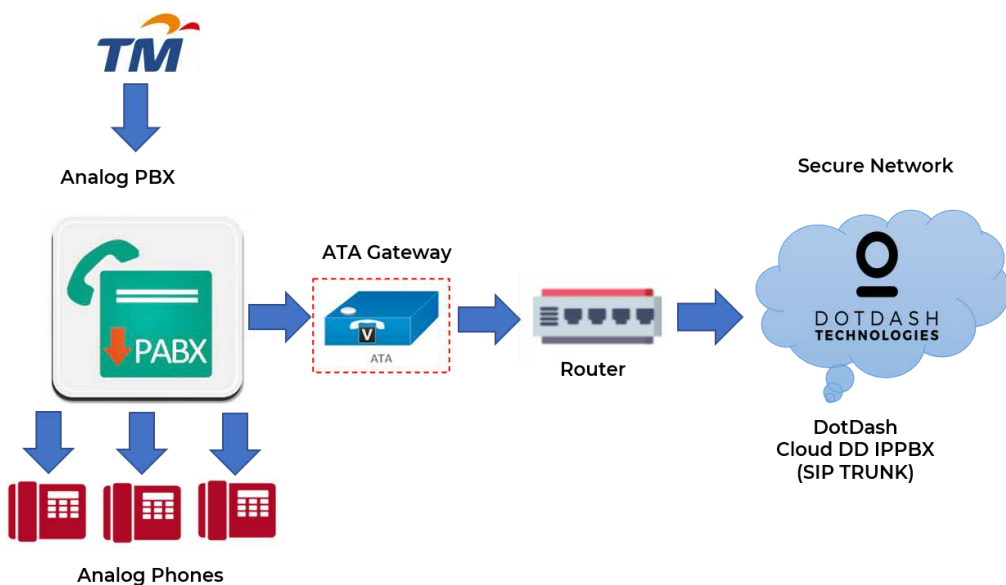 TM
Analog PBX
Secure Network
PABX
ATA Gateway
V
ATA
Router
DOTDASH
TECHNOLOGIES
DotDash
Cloud DD IPPBX
(SIP TRUNK)
Analog Phones